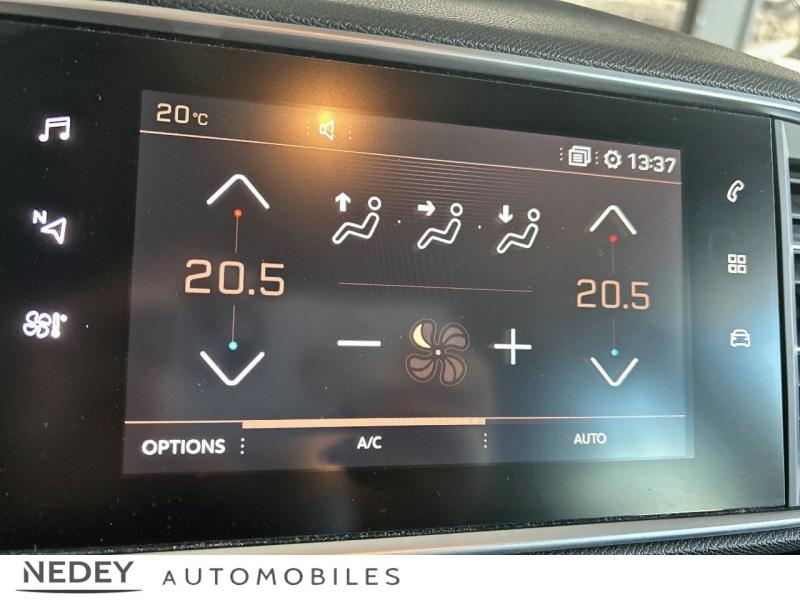 20°C
13:37
N
20.5
20.5
OPTIONS
A/C
AUTO
NEDEY AUTOMOBILES